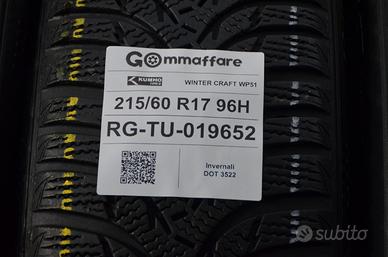 Gommaffare
KUMHO
WINTER CRAFT WP51
215/60 R17 96H
RG-TU-019652
Invernali
DOT 3522
subito